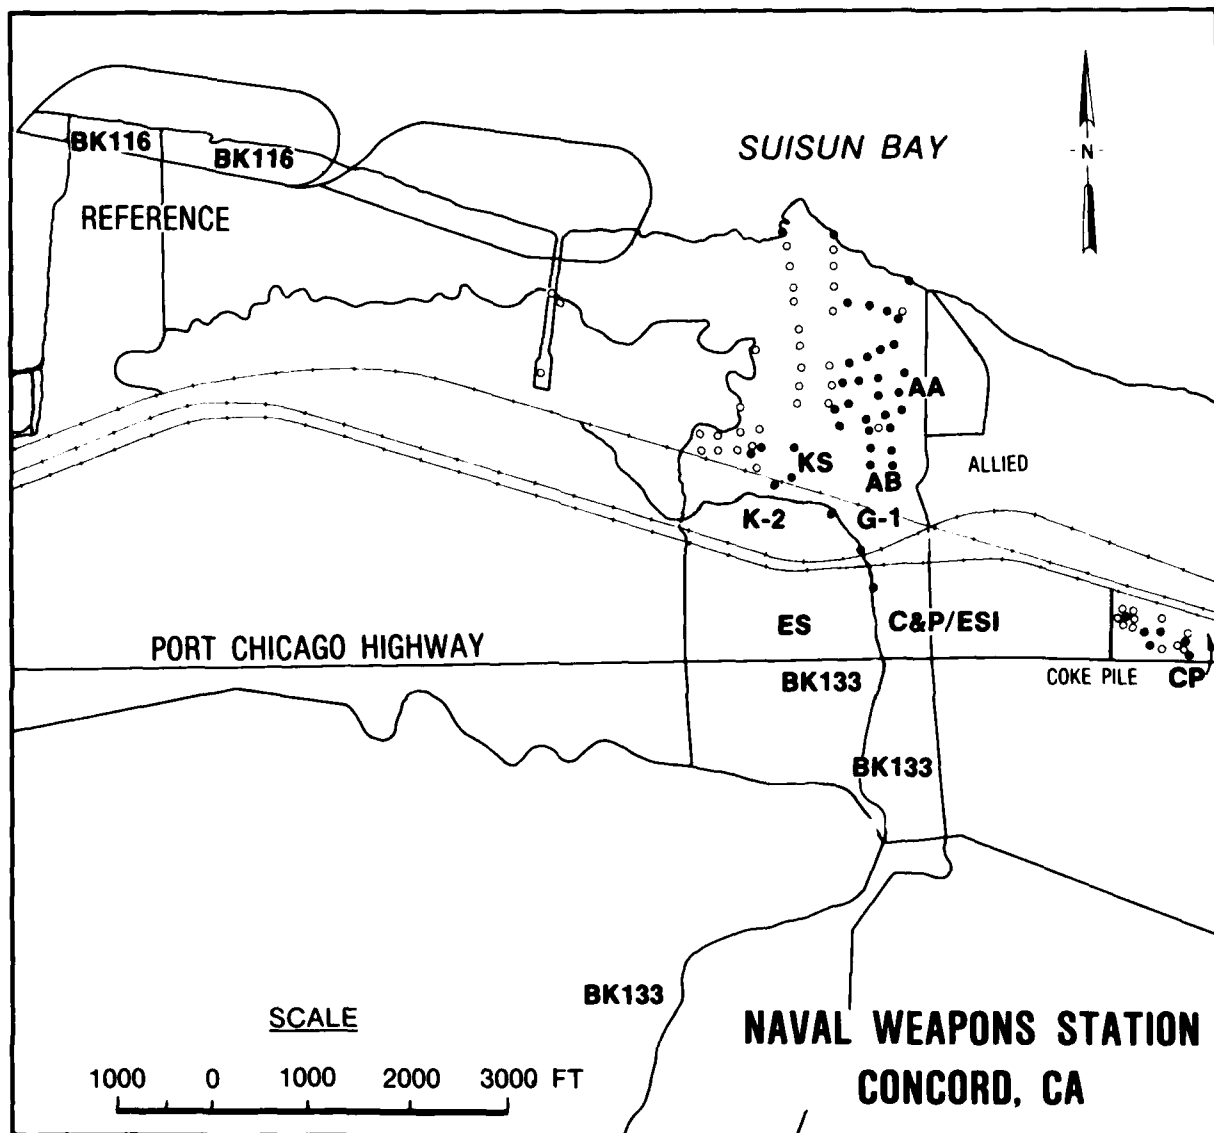 BK116
BK116
SUISUN BAY
N
REFERENCE
AA
KS
ALLIED
AB
K-2
G-1
ES
C&P/ESI
PORT CHICAGO HIGHWAY
BK133
COKE PILE
CP
BK133
BK133
SCALE
NAVAL WEAPONS STATION
CONCORD, CA
1000 0 1000 2000 3000 FT